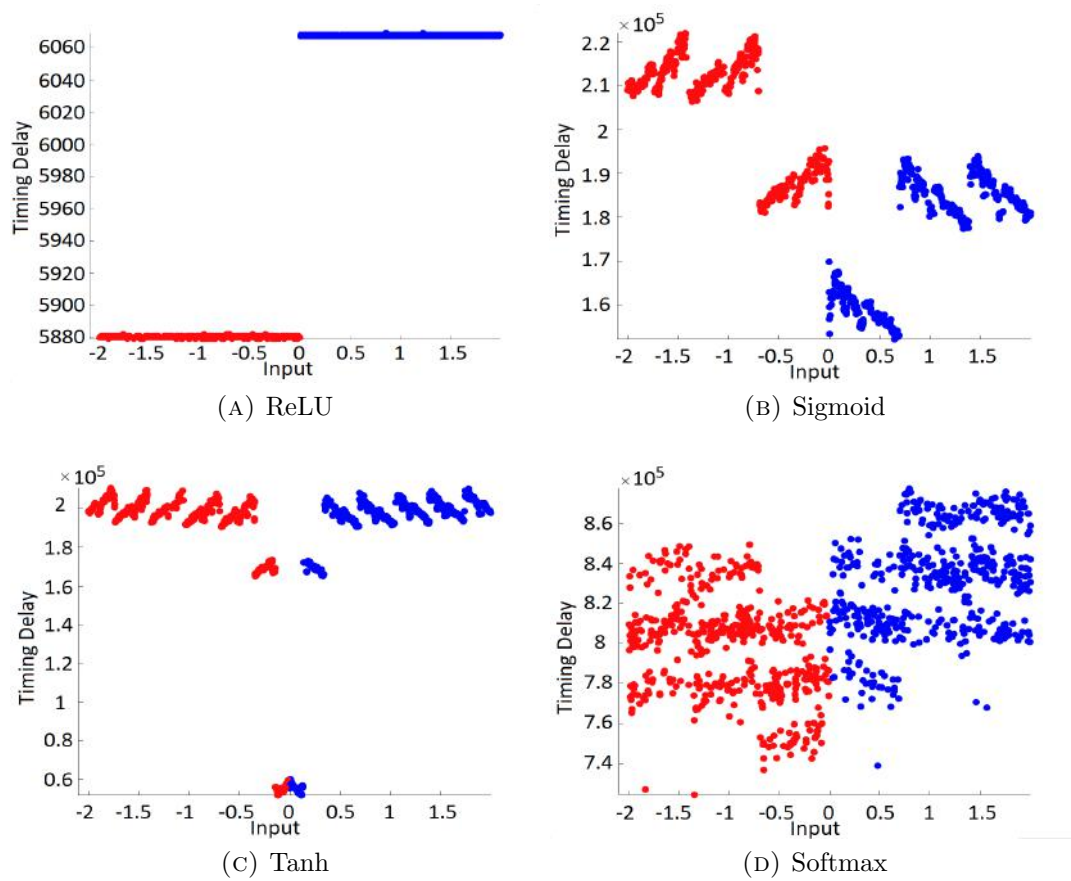 6060
6040
6020
6000
5980
5960
5940
5920
5900
5880
Timing Delay
-2 -1.5 -1 -0.5 0 0.5 1 1.5
Input
(A) ReLU
× 10⁵
2.2
2.1
2
1.9
1.8
1.7
1.6
Timing Delay
-2 -1.5 -1 -0.5 0 0.5 1 1.5
Input
(B) Sigmoid
× 10⁵
2
1.8
1.6
1.4
1.2
1
0.8
0.6
Timing Delay
-2 -1.5 -1 -0.5 0 0.5 1 1.5
Input
(C) Tanh
× 10⁵
8.6
8.4
8.2
8
7.8
7.6
7.4
Timing Delay
-2 -1.5 -1 -0.5 0 0.5 1 1.5
Input
(D) Softmax